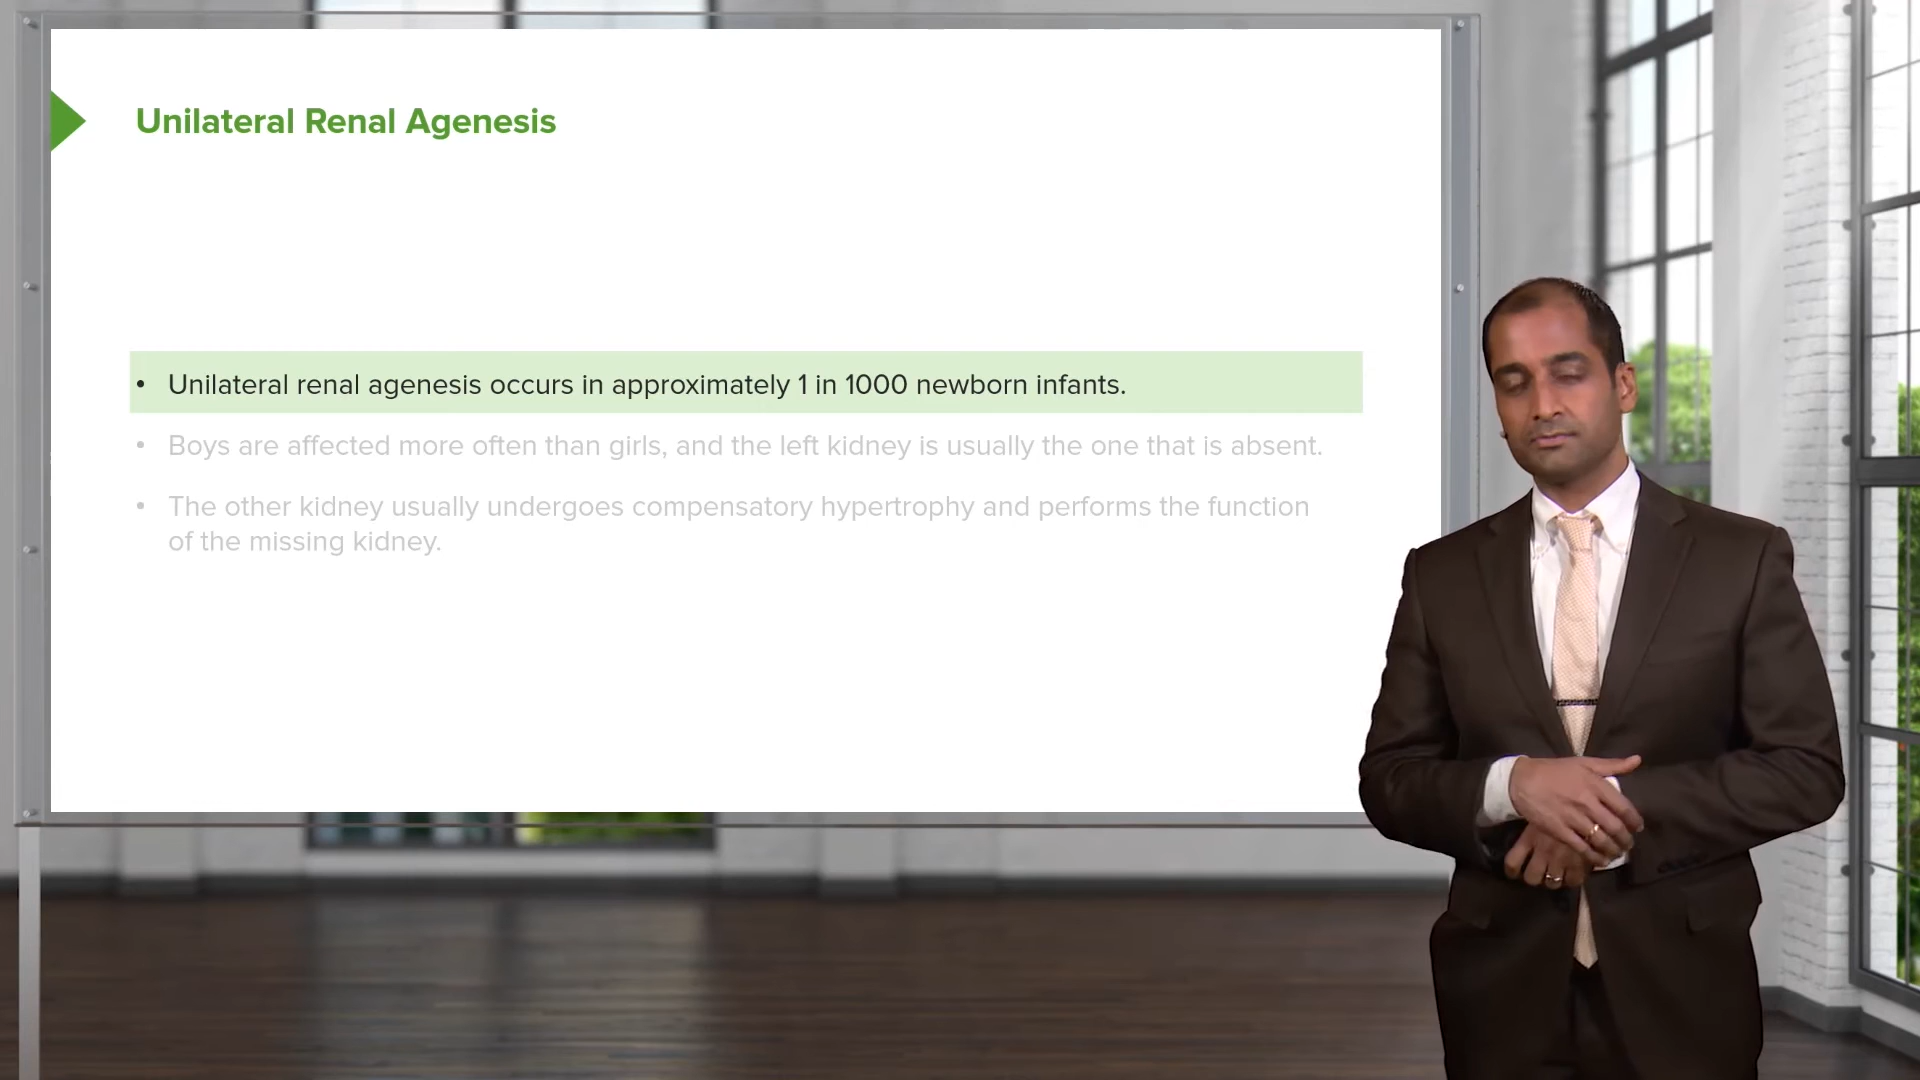 Unilateral Renal Agenesis
• Unilateral renal agenesis occurs in approximately 1 in 1000 newborn infants.
• Boys are affected more often than girls, and the left kidney is usually the one that is absent.
• The other kidney usually undergoes compensatory hypertrophy and performs the function
of the missing kidney.